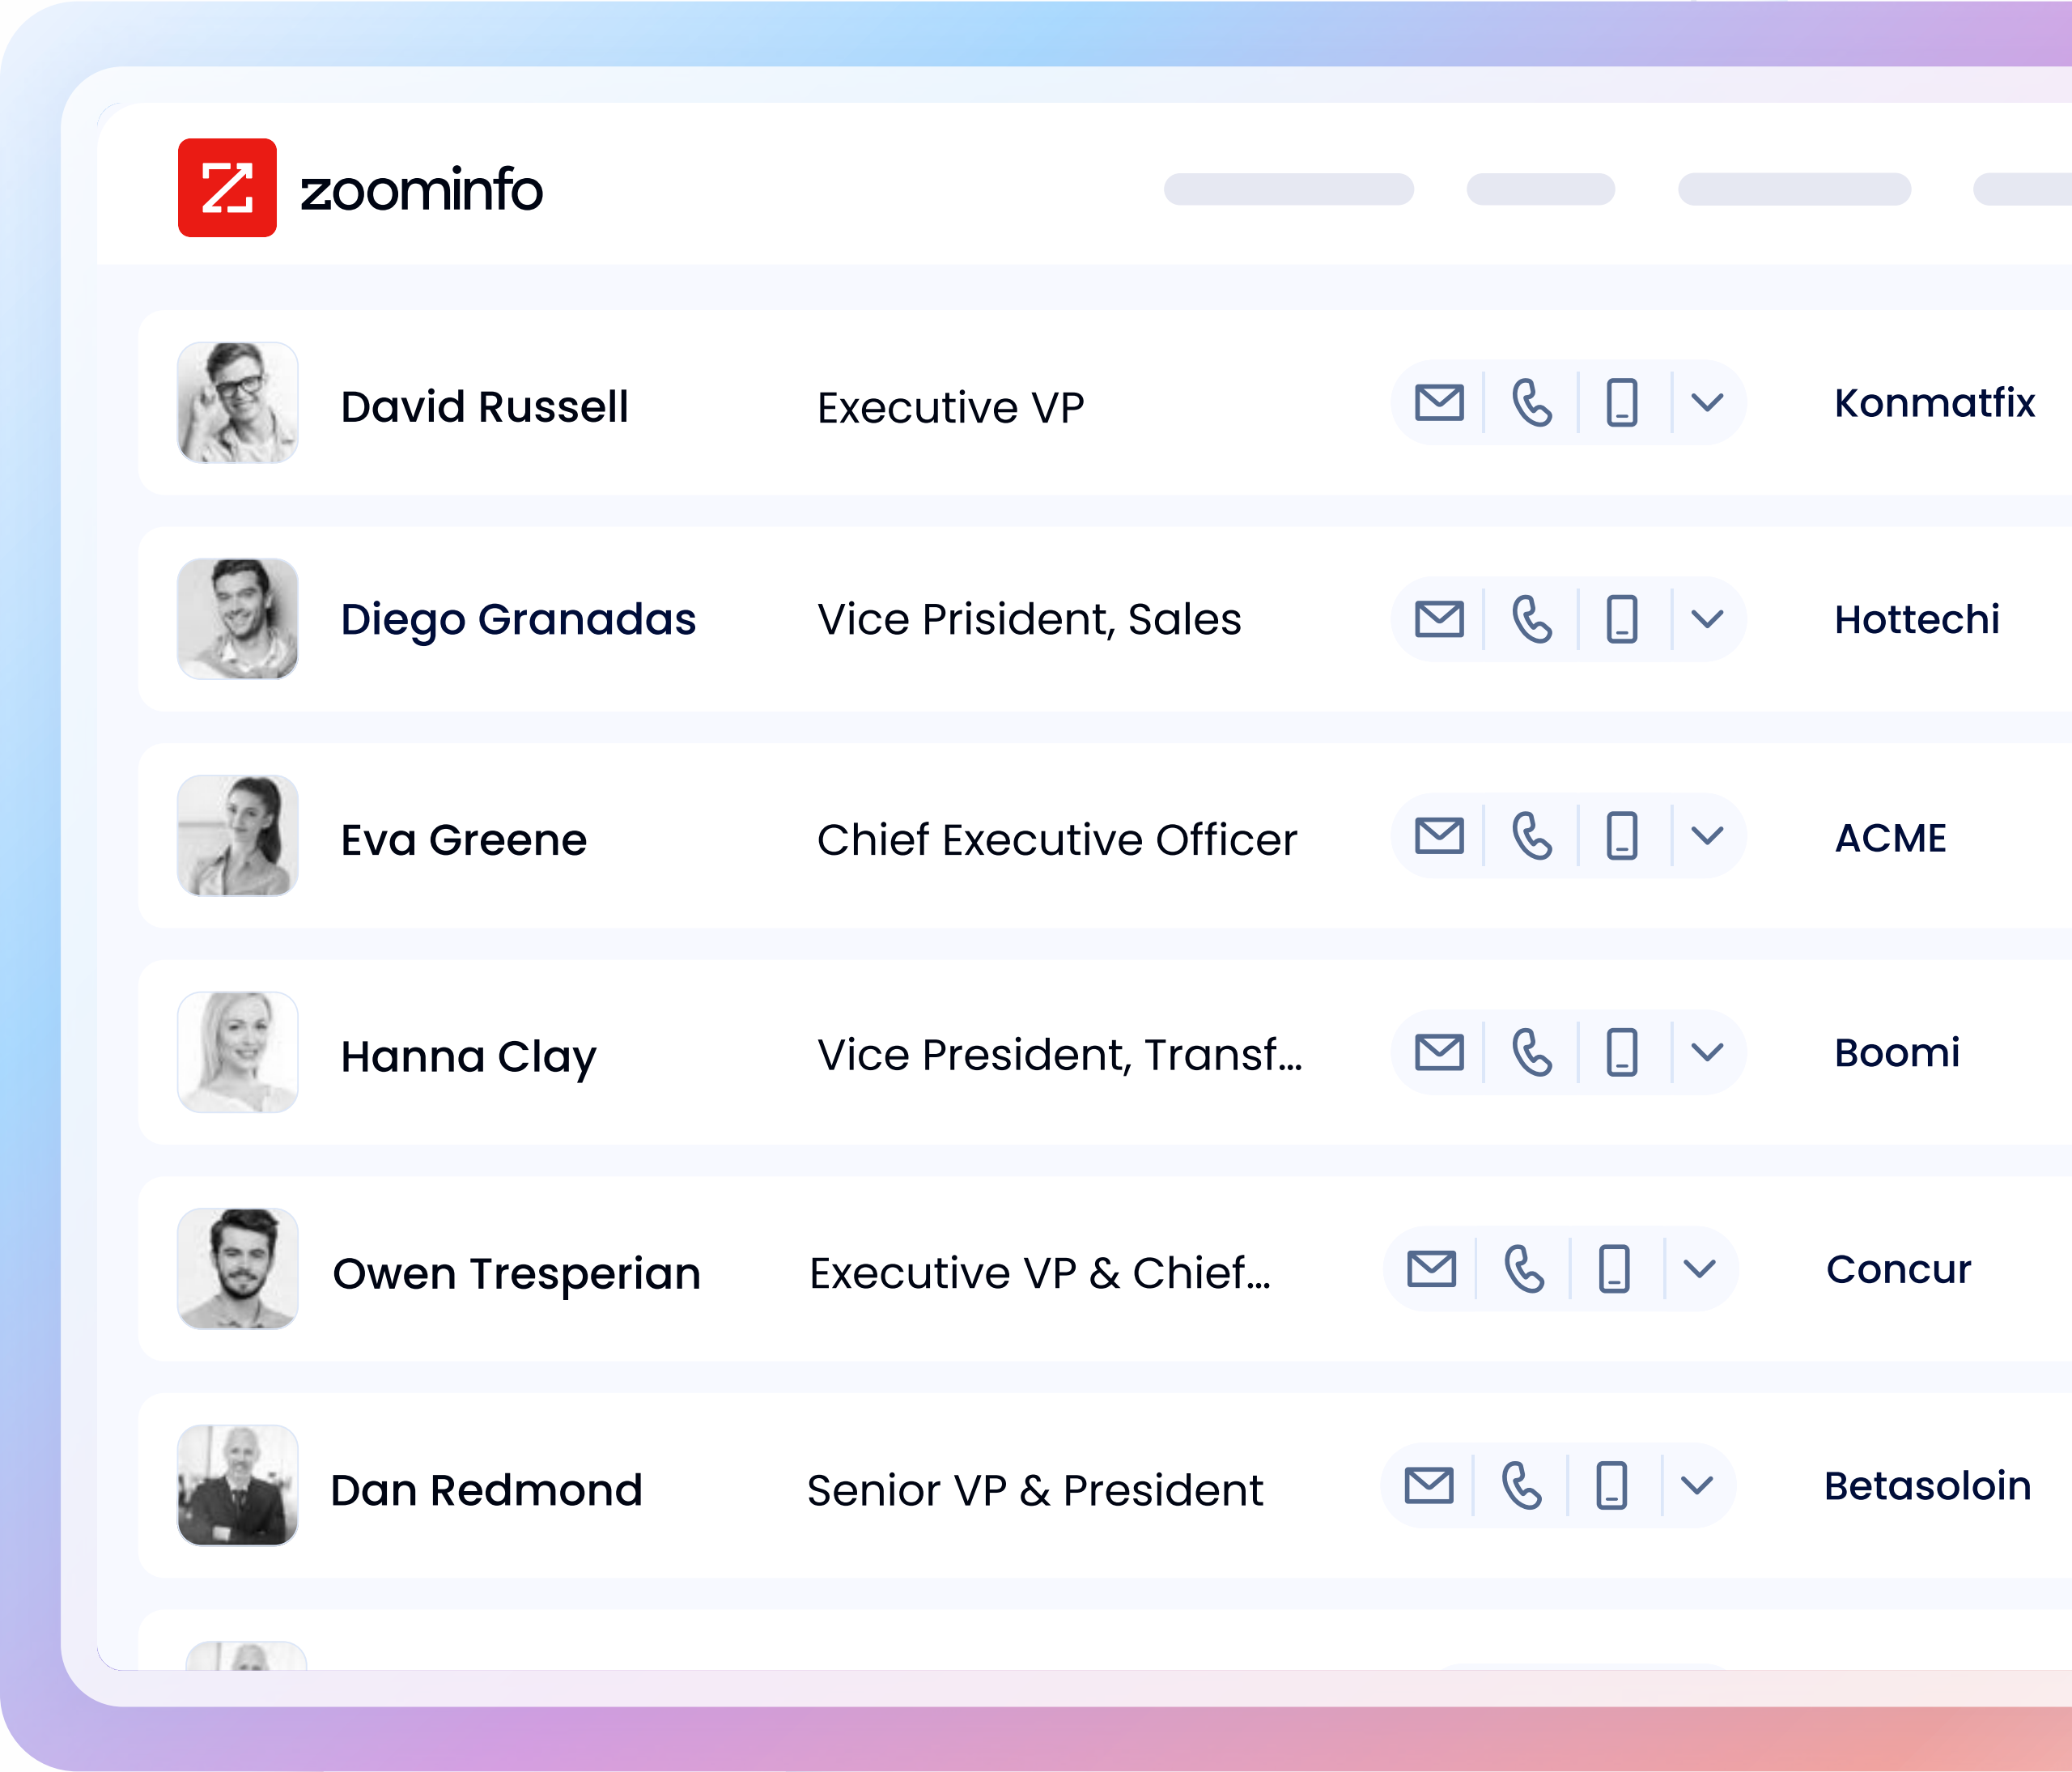 zoominfo
David Russell Executive VP Konmatfix
Diego Granadas Vice Prisident, Sales Hottechi
Eva Greene Chief Executive Officer ACME
Hanna Clay Vice President, Transf... Boomi
Owen Tresperian Executive VP & Chief... Concur
Dan Redmond Senior VP & President Betasoloin